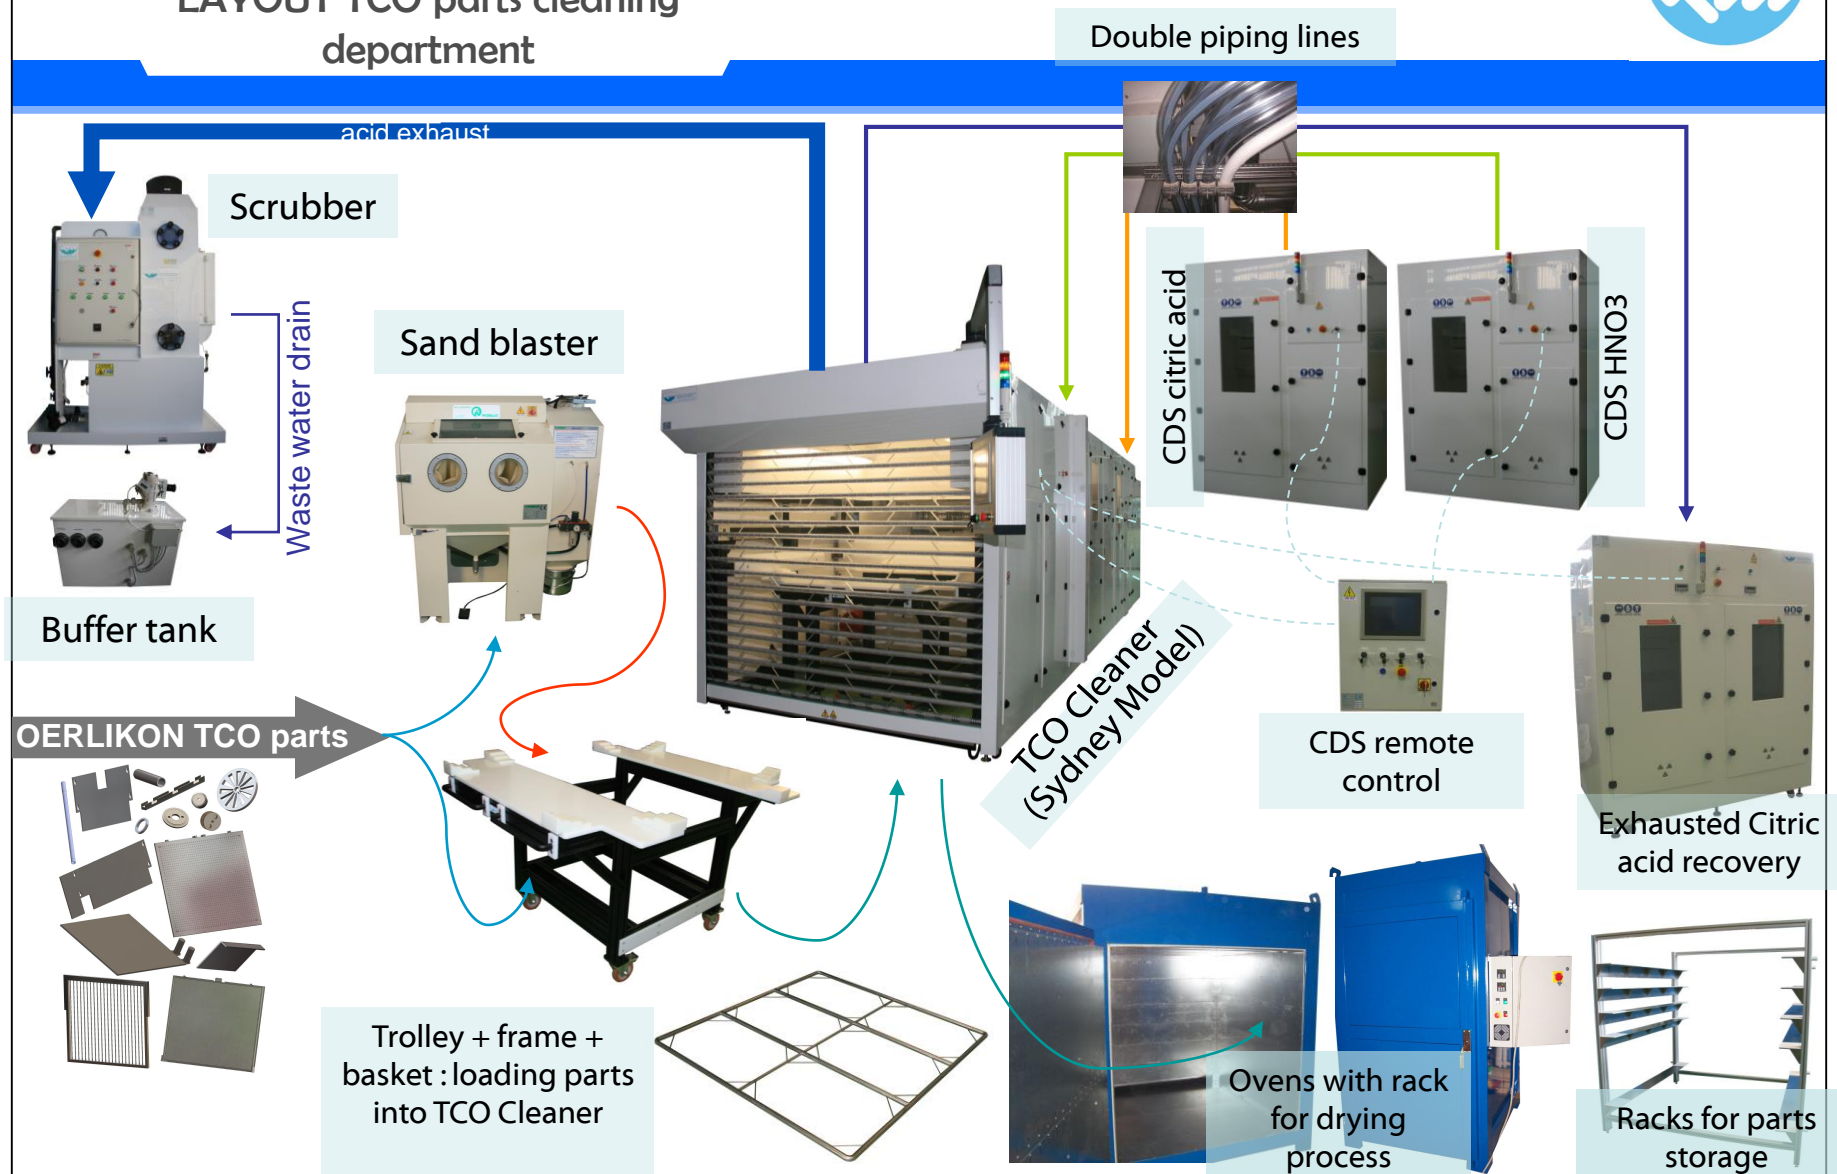 LAYOUT TCO parts cleaning
department
Double piping lines
acid exhaust
Scrubber
Waste water drain
Sand blaster
CDS citric acid
CDS HNO3
Buffer tank
OERLIKON TCO parts
TCO Cleaner
(Sydney Model)
CDS remote
control
Exhausted Citric
acid recovery
Trolley + frame +
basket : loading parts
into TCO Cleaner
Ovens with rack
for drying
process
Racks for parts
storage